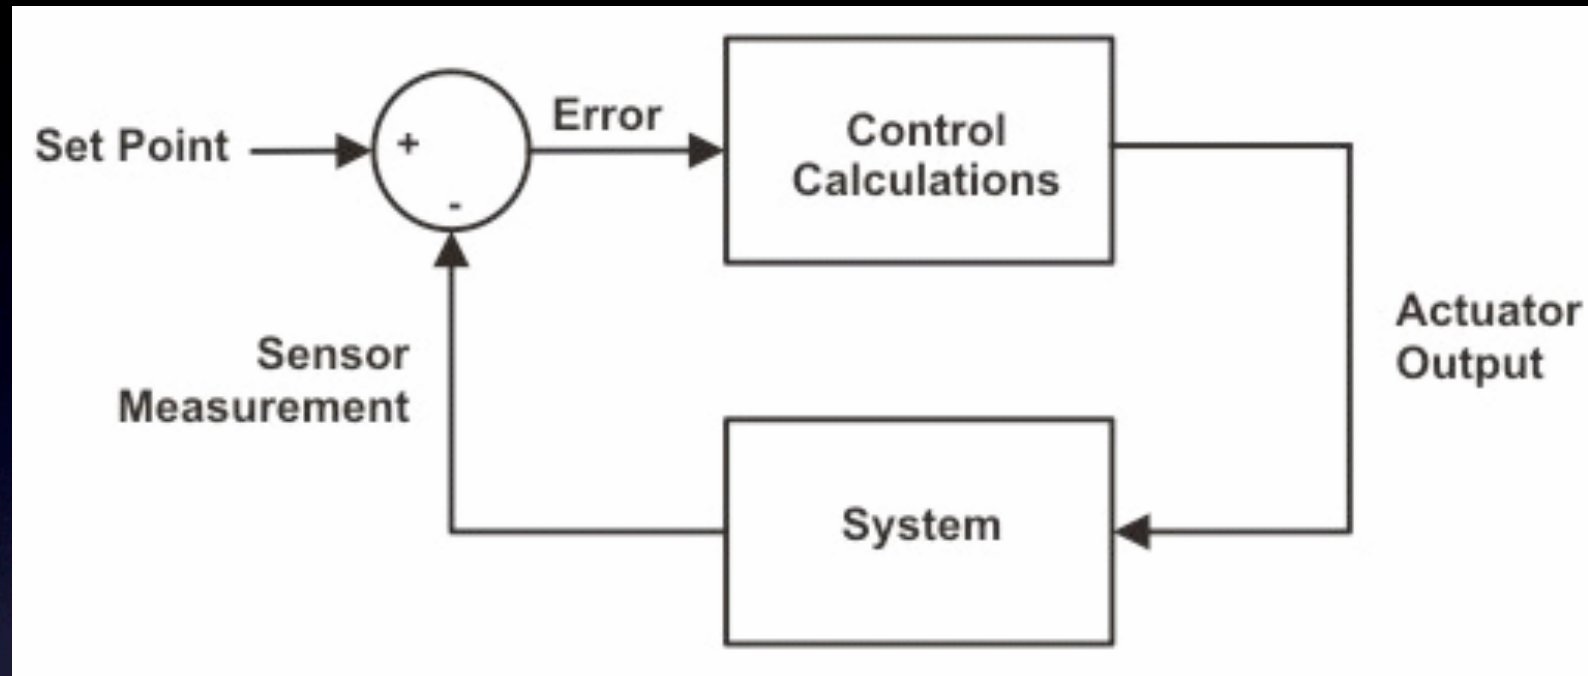 Set Point
+
-
Error
Control
Calculations
Actuator
Output
Sensor
Measurement
System